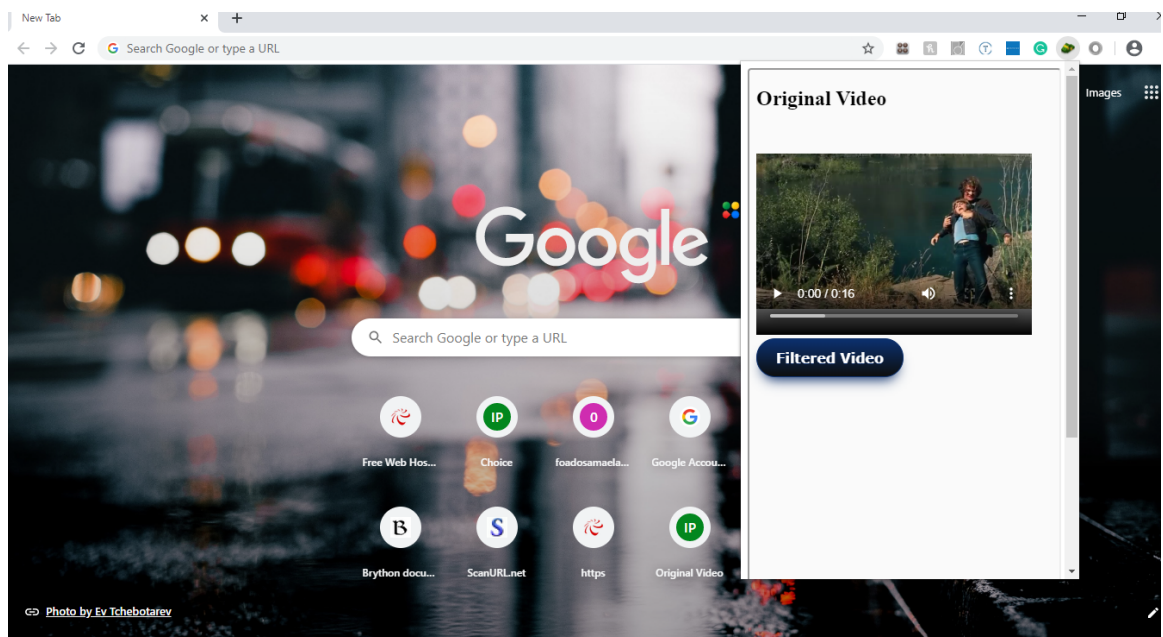 New Tab
Search Google or type a URL
Original Video
Images
Google
0:00 / 0:16
Search Google or type a URL
Filtered Video
IP
0
G
Free Web Hos...
Choice
foadosamaela...
Google Accou...
B
S
IP
Brython docu...
ScanURL.net
https
Original Video
Photo by Ev Tchebotarev